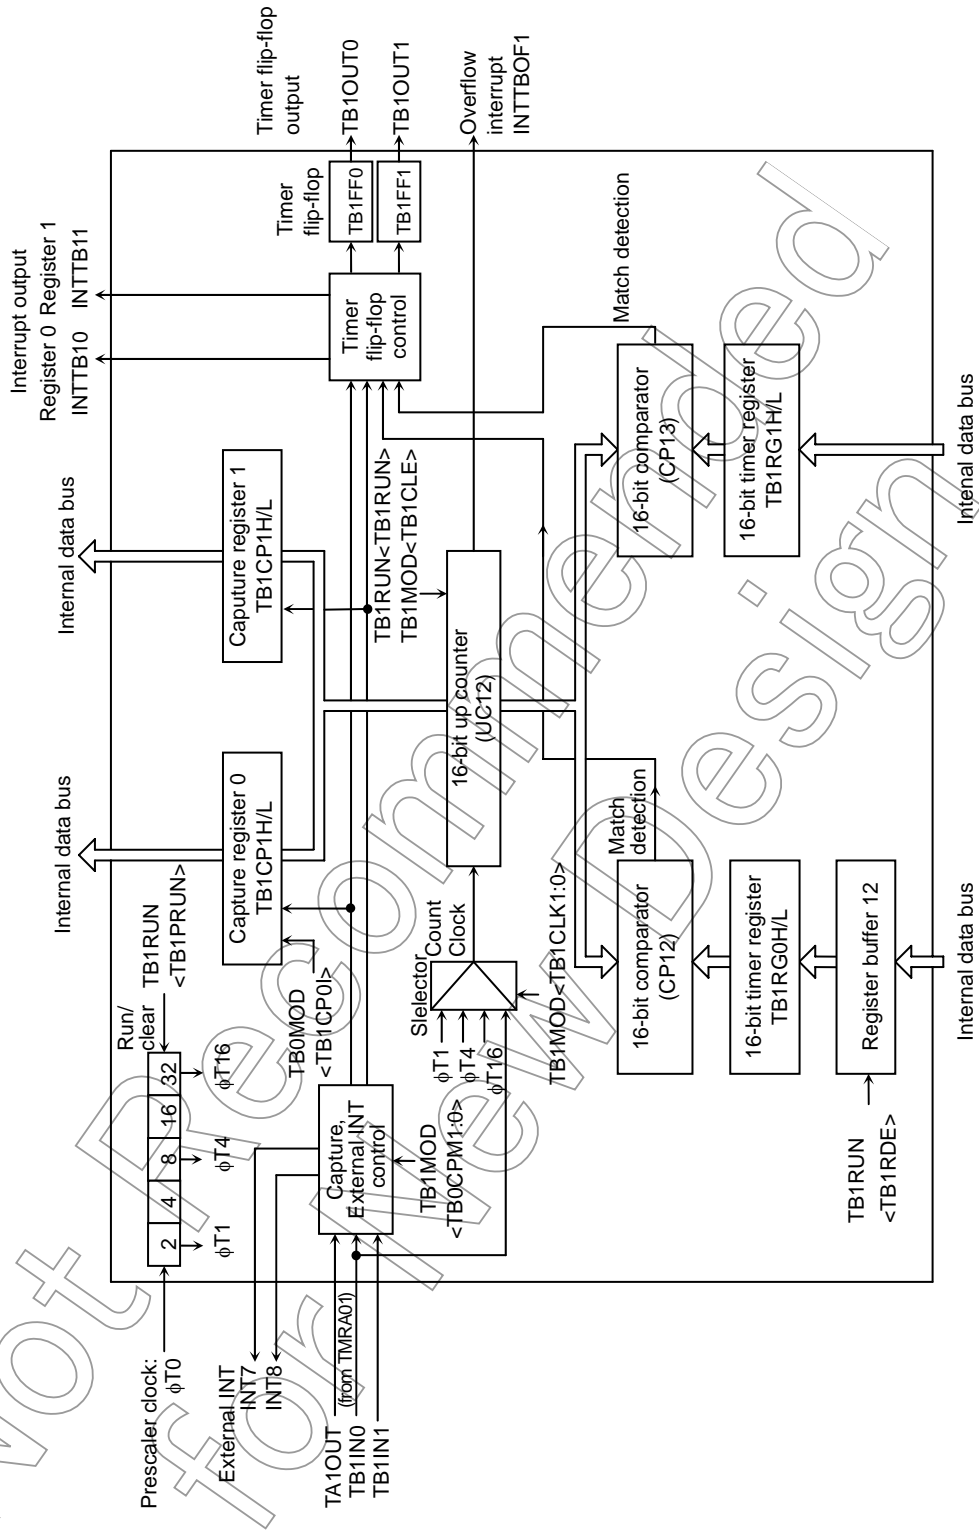 Prescaler clock:
φT0
2
4
8
16
32
Run/
clear
TB1RUN
<TB1PRUN>
φT1
φT4
φT16
External INT
INT7
INT8
TA1OUT
(from TMRA01)
TB1IN0
TB1IN1
Capture,
External INT
control
TB1MOD
<TB0CPM1:0>
TB0MOD
<TB1CP0I>
Internal data bus
Capture register 0
TB1CP1H/L
Internal data bus
Caputure register 1
TB1CP1H/L
Interrupt output
Register 0 Register 1
INTTB10 INTTB11
Timer
flip-flop
control
Timer
flip-flop
TB1FF0
TB1FF1
Timer flip-flop
output
TB1OUT0
TB1OUT1
Overflow
interrupt
INTTBOF1
TB1RUN<TB1RUN>
TB1MOD<TB1CLE>
Slelector
Count
Clock
φT1
φT4
φT16
TB1MOD<TB1CLK1:0>
16-bit up counter
(UC12)
Match
detection
Match detection
16-bit comparator
(CP12)
16-bit timer register
TB1RG0H/L
Register buffer 12
TB1RUN
<TB1RDE>
Internal data bus
16-bit comparator
(CP13)
16-bit timer register
TB1RG1H/L
Intenal data bus
Not Recommended
for New Design